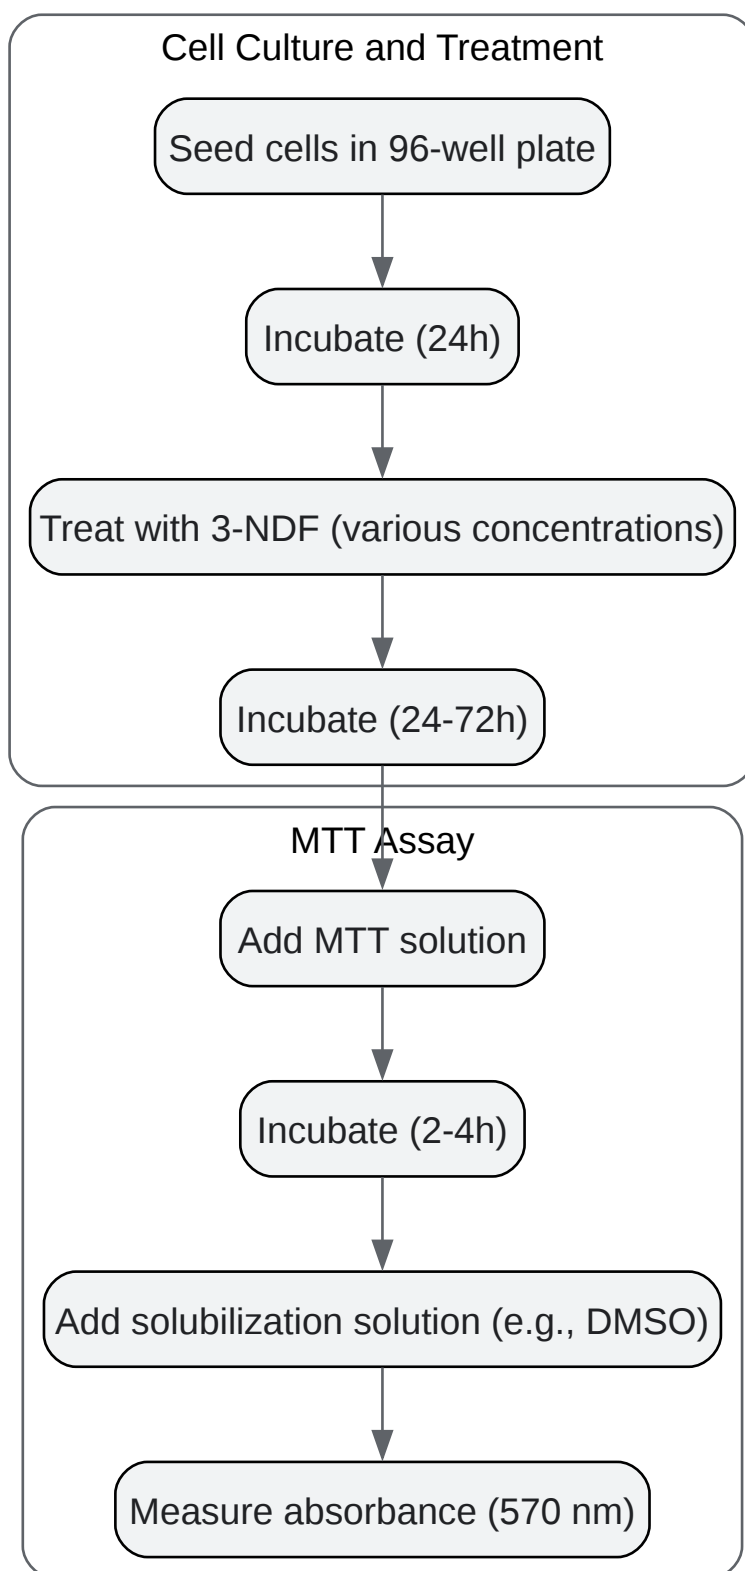 Cell Culture and Treatment
Seed cells in 96-well plate
Incubate (24h)
Treat with 3-NDF (various concentrations)
Incubate (24-72h)
MTT Assay
Add MTT solution
Incubate (2-4h)
Add solubilization solution (e.g., DMSO)
Measure absorbance (570 nm)